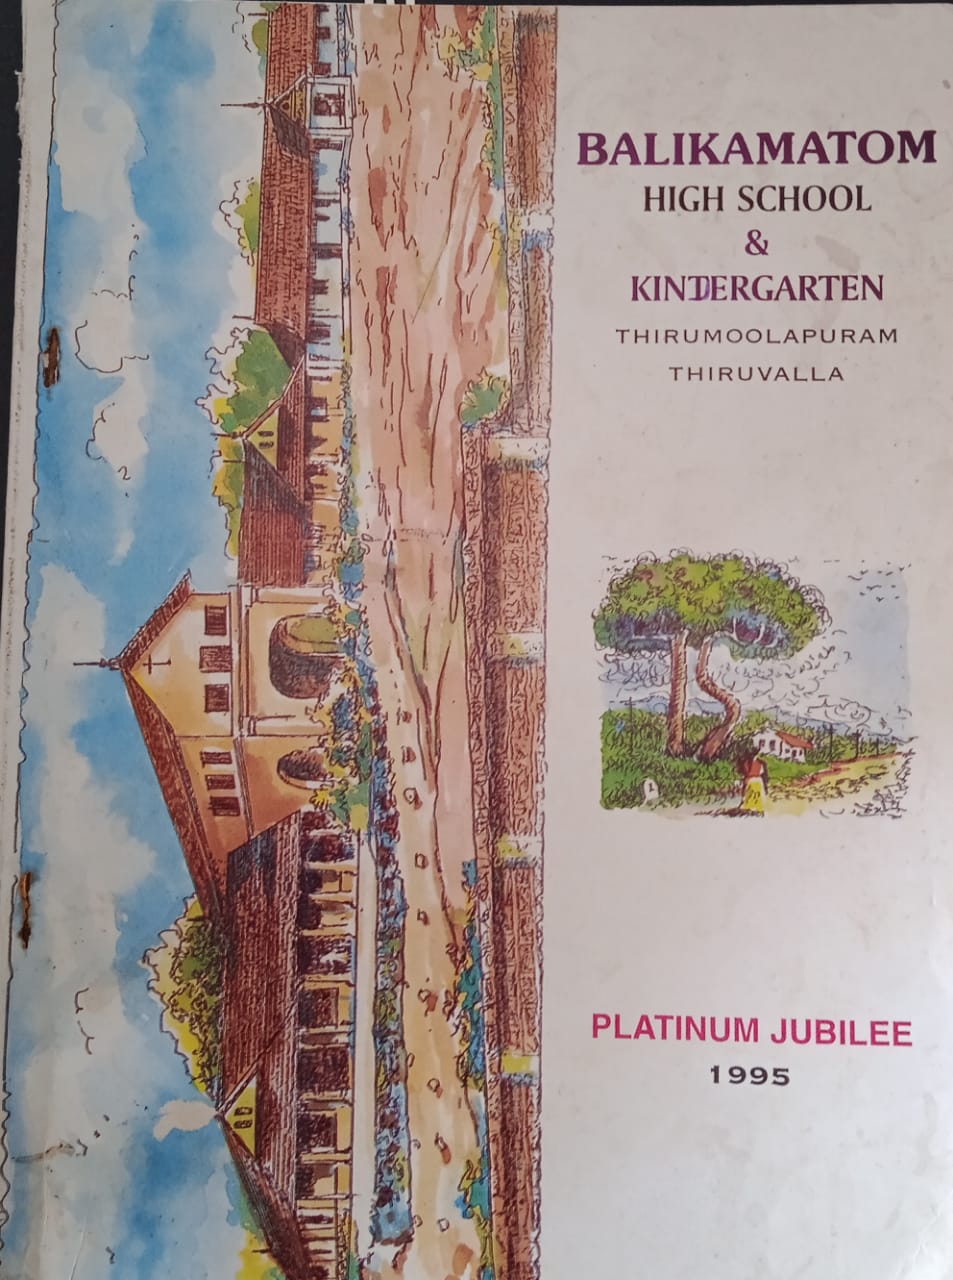 BALIKAMATOM
HIGH SCHOOL
&
KINDERGARTEN
THIRUMOOLAPURAM
THIRUVALLA
PLATINUM JUBILEE
1995